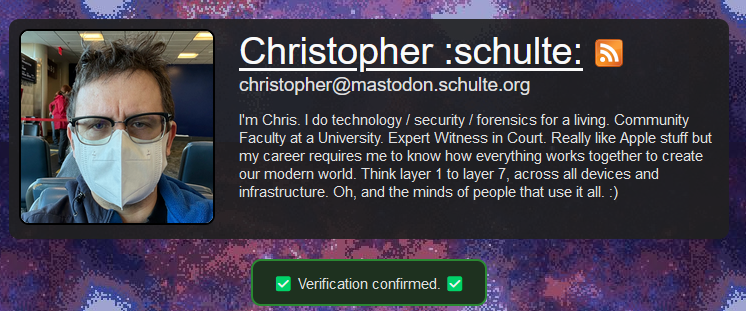 Christopher :schulte:
christopher@mastodon.schulte.org
I'm Chris. I do technology / security / forensics for a living. Community
Faculty at a University. Expert Witness in Court. Really like Apple stuff but
my career requires me to know how everything works together to create
our modern world. Think layer 1 to layer 7, across all devices and
infrastructure. Oh, and the minds of people that use it all. :)
✅ Verification confirmed. ✅